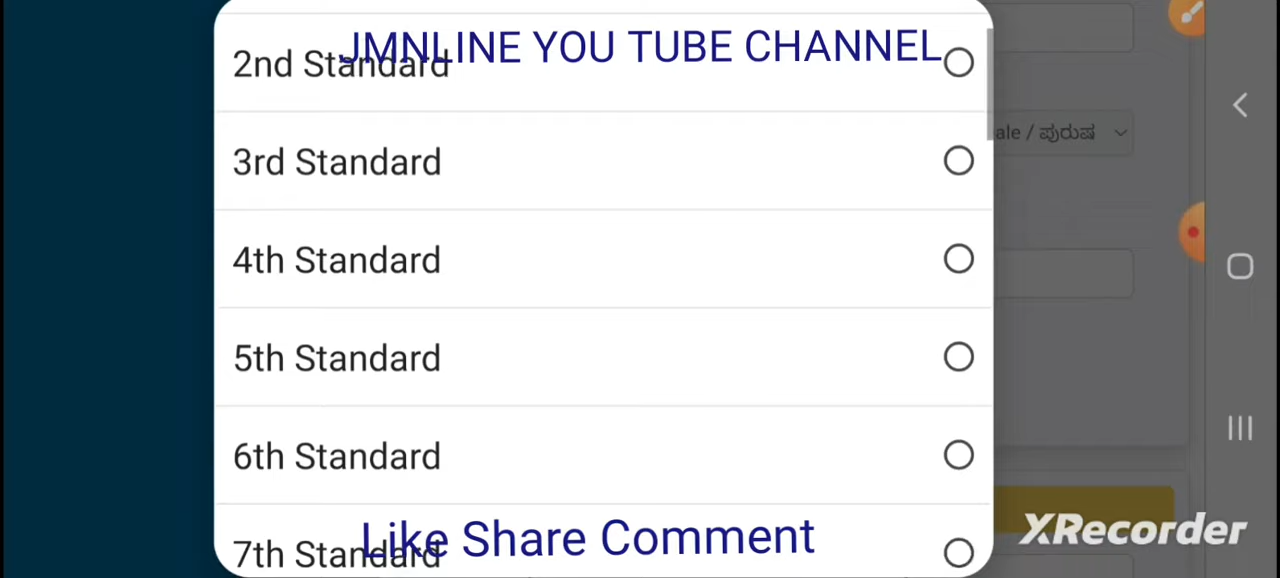 JMNLINE YOU TUBE CHANNEL
2nd Standard
3rd Standard
ale / ಪುರುಷ
4th Standard
5th Standard
6th Standard
Like Share Comment
7th Standard
XRecorder